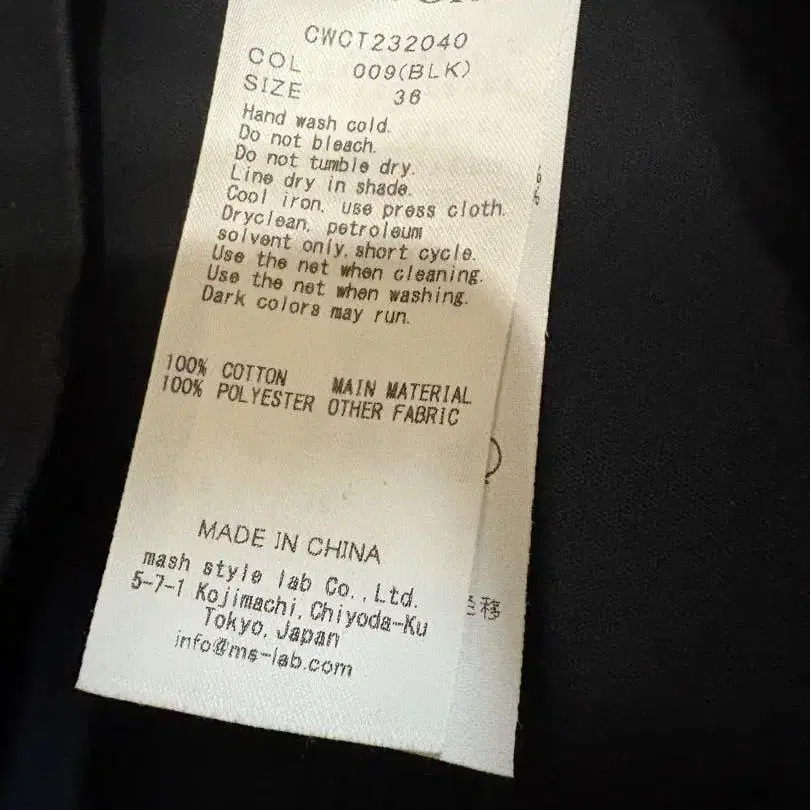 CWCT232040
COL 009(BLK)
SIZE 36
Hand wash cold.
Do not bleach.
Do not tumble dry.
Line dry in shade.
Cool iron, use press cloth.
Dryclean, petroleum
solvent only, short cycle.
Use the net when cleaning.
Use the net when washing.
Dark colors may run.
100% COTTON MAIN MATERIAL
100% POLYESTER OTHER FABRIC
MADE IN CHINA
mash style lab Co.,Ltd.
5-7-1 Kojimachi,Chiyoda-Ku
Tokyo, Japan
info@ms-lab.com
移